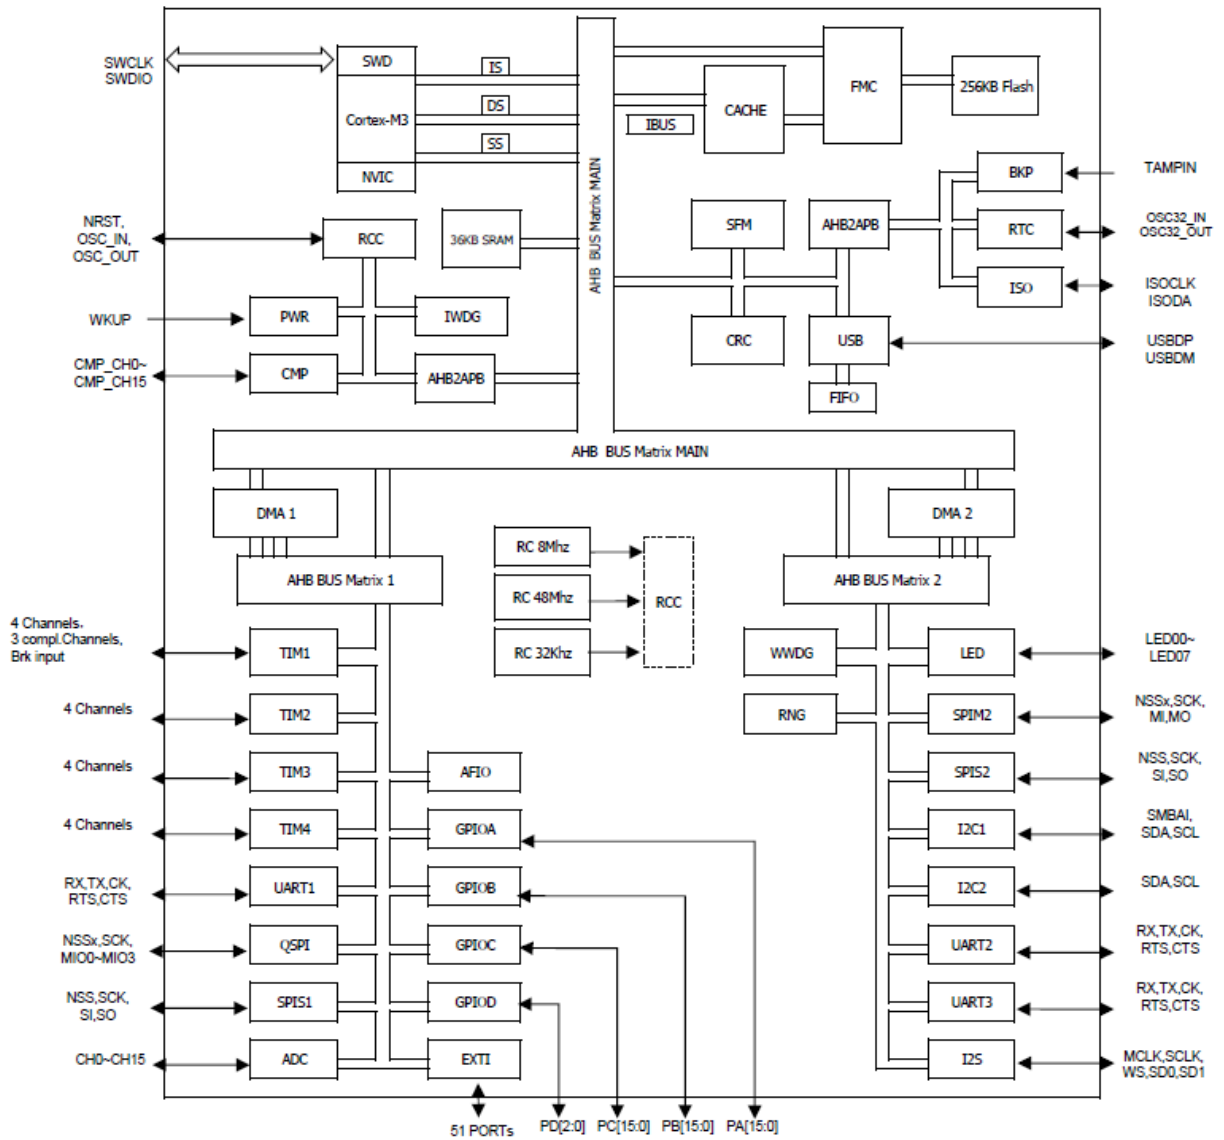 SWCLK
SWDIO
SWD
Cortex-M3
NVIC
IS
DS
SS
AHB BUS Matrix MAIN
IBUS
CACHE
FMC
256KB Flash
BKP
TAMPIN
NRST,
OSC_IN,
OSC_OUT
RCC
36KB SRAM
SFM
AHB2APB
RTC
OSC32_IN
OSC32_OUT
ISO
ISOCLK
ISODA
WKUP
PWR
IWDG
CRC
USB
USBDP
USBDM
CMP_CH0~
CMP_CH15
CMP
AHB2APB
FIFO
AHB BUS Matrix MAIN
DMA 1
DMA 2
RC 8Mhz
RC 48Mhz
RC 32Khz
RCC
AHB BUS Matrix 1
AHB BUS Matrix 2
4 Channels,
3 compl.Channels,
Brk input
TIM1
WWDG
LED
LED00~
LED07
4 Channels
TIM2
RNG
SPIM2
NSSx,SCK,
MI,MO
4 Channels
TIM3
AFIO
SPIS2
NSS,SCK,
SI,SO
4 Channels
TIM4
GPIOA
I2C1
SMBAI,
SDA,SCL
RX,TX,CK,
RTS,CTS
UART1
GPIOB
I2C2
SDA,SCL
NSSx,SCK,
MIO0~MIO3
QSPI
GPIOC
UART2
RX,TX,CK,
RTS,CTS
NSS,SCK,
SI,SO
SPIS1
GPIOD
UART3
RX,TX,CK,
RTS,CTS
CH0~CH15
ADC
EXTI
I2S
MCLK,SCLK,
WS,SD0,SD1
51 PORTs
PD[2:0]
PC[15:0]
PB[15:0]
PA[15:0]